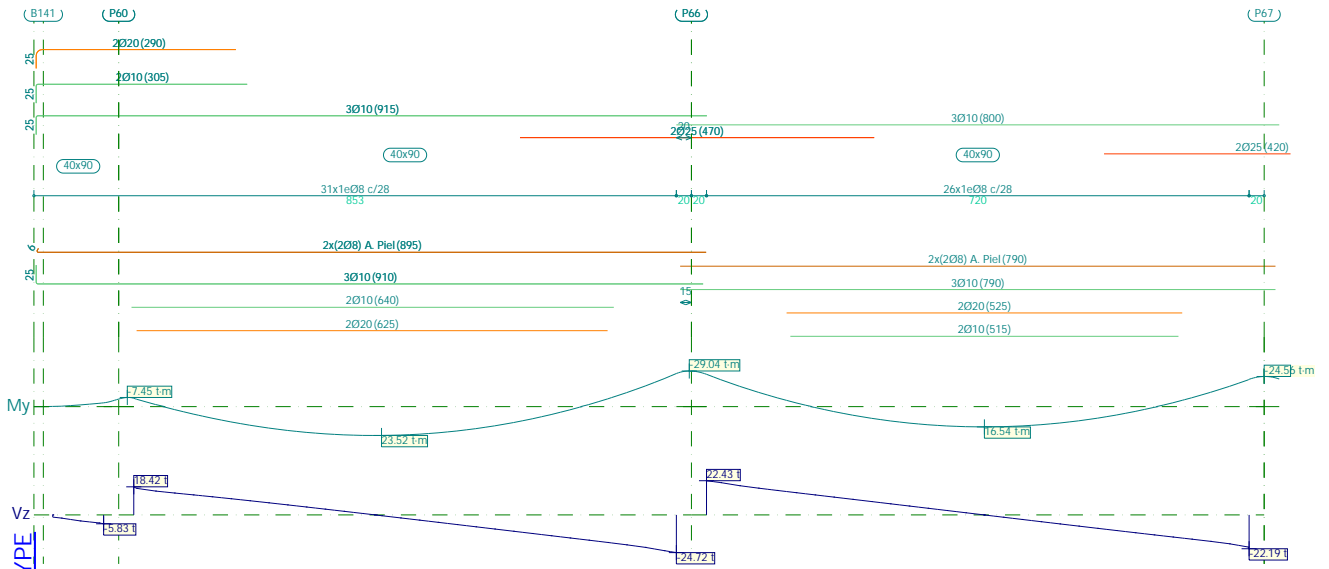 B141 P60 P66 P67
2Ø20 (290)
25
2Ø10 (305)
25
3Ø10 (915)
25
3Ø10 (800)
20
2Ø25 (470)
2Ø25 (420)
40x90 40x90 40x90
31x1eØ8 c/28 26x1eØ8 c/28
853 20 20 720 20
2x(2Ø8) A. Piel (895)
6
2x(2Ø8) A. Piel (790)
3Ø10 (910)
25
3Ø10 (790)
15
2Ø10 (640)
2Ø20 (525)
2Ø20 (625)
2Ø10 (515)
-29.04 t·m
-24.56 t·m
-7.45 t·m
My
16.54 t·m
23.52 t·m
18.42 t
22.43 t
Vz
-5.83 t
-24.72 t
-22.19 t
YPE